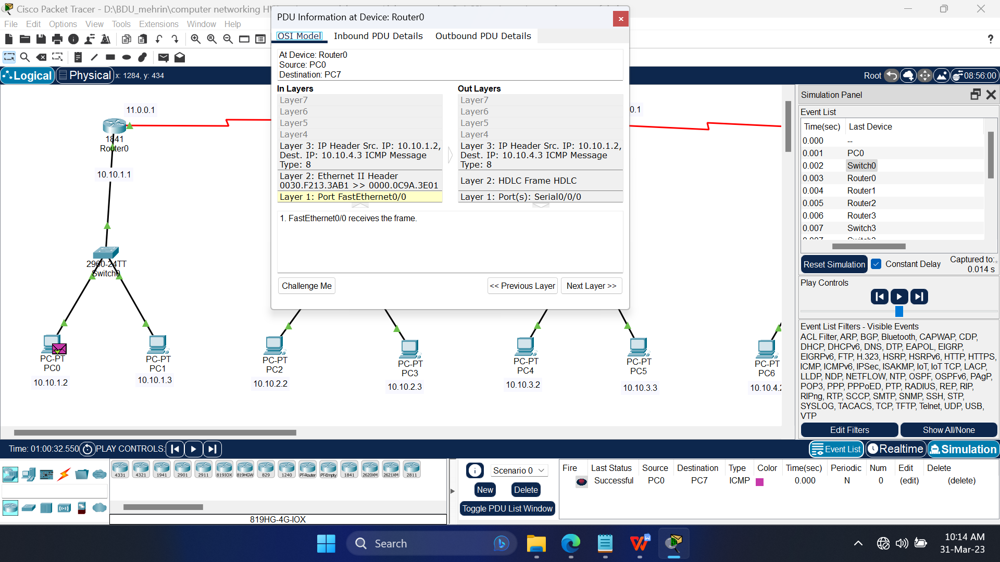 Cisco Packet Tracer - D:\BDU_mehrin\computer networking HW
File Edit Options View Tools Extensions Window Help
?
Logical
Physical
x: 1284, y: 434
Root
08:56:00
PDU Information at Device: Router0
OSI Model
Inbound PDU Details
Outbound PDU Details
At Device: Router0
Source: PC0
Destination: PC7
In Layers
Layer7
Layer6
Layer5
Layer4
Layer 3: IP Header Src. IP: 10.10.1.2,
Dest. IP: 10.10.4.3 ICMP Message
Type: 8
Layer 2: Ethernet II Header
0030.F213.3AB1 >> 0000.0C9A.3E01
Layer 1: Port FastEthernet0/0
Out Layers
Layer7
Layer6
Layer5
Layer4
Layer 3: IP Header Src. IP: 10.10.1.2,
Dest. IP: 10.10.4.3 ICMP Message
Type: 8
Layer 2: HDLC Frame HDLC
Layer 1: Port(s): Serial0/0/0
1. FastEthernet0/0 receives the frame.
Challenge Me
<< Previous Layer
Next Layer >>
11.0.0.1
1841
Router0
10.10.1.1
2960-24TT
Switch0
0.1
PC-PT
PC0
10.10.1.2
PC-PT
PC1
10.10.1.3
PC-PT
PC2
10.10.2.2
PC-PT
PC3
10.10.2.3
PC-PT
PC4
10.10.3.2
PC-PT
PC5
10.10.3.3
PC-PT
PC6
10.10.4.2
Simulation Panel
Event List
Time(sec) Last Device
0.000 --
0.001 PC0
0.002 Switch0
0.003 Router0
0.004 Router1
0.005 Router2
0.006 Router3
0.007 Switch3
Reset Simulation
Constant Delay
Captured to:
0.014 s
Play Controls
Event List Filters - Visible Events
ACL Filter, ARP, BGP, Bluetooth, CAPWAP, CDP,
DHCP, DHCPv6, DNS, DTP, EAPOL, EIGRP,
EIGRPv6, FTP, H.323, HSRP, HSRPv6, HTTP, HTTPS,
ICMP, ICMPv6, IPSec, ISAKMP, IoT, IoT TCP, LACP,
LLDP, NDP, NETFLOW, NTP, OSPF, OSPFv6, PAgP,
POP3, PPP, PPPoED, PTP, RADIUS, REP, RIP,
RIPng, RTP, SCCP, SMTP, SNMP, SSH, STP,
SYSLOG, TACACS, TCP, TFTP, Telnet, UDP, USB,
VTP
Edit Filters
Show All/None
Time: 01:00:32.550
PLAY CONTROLS:
Event List
Realtime
Simulation
4331 4321 1941 2901 2911 819IOX 819HGW 829 1240 PT-Router PT-Empty 1841 2620XM 2621XM 2811
819HG-4G-IOX
Scenario 0
New
Delete
Toggle PDU List Window
Fire Last Status Source Destination Type Color Time(sec) Periodic Num Edit Delete
Successful PC0 PC7 ICMP 0.000 N 0 (edit) (delete)
Search
10:14 AM
31-Mar-23